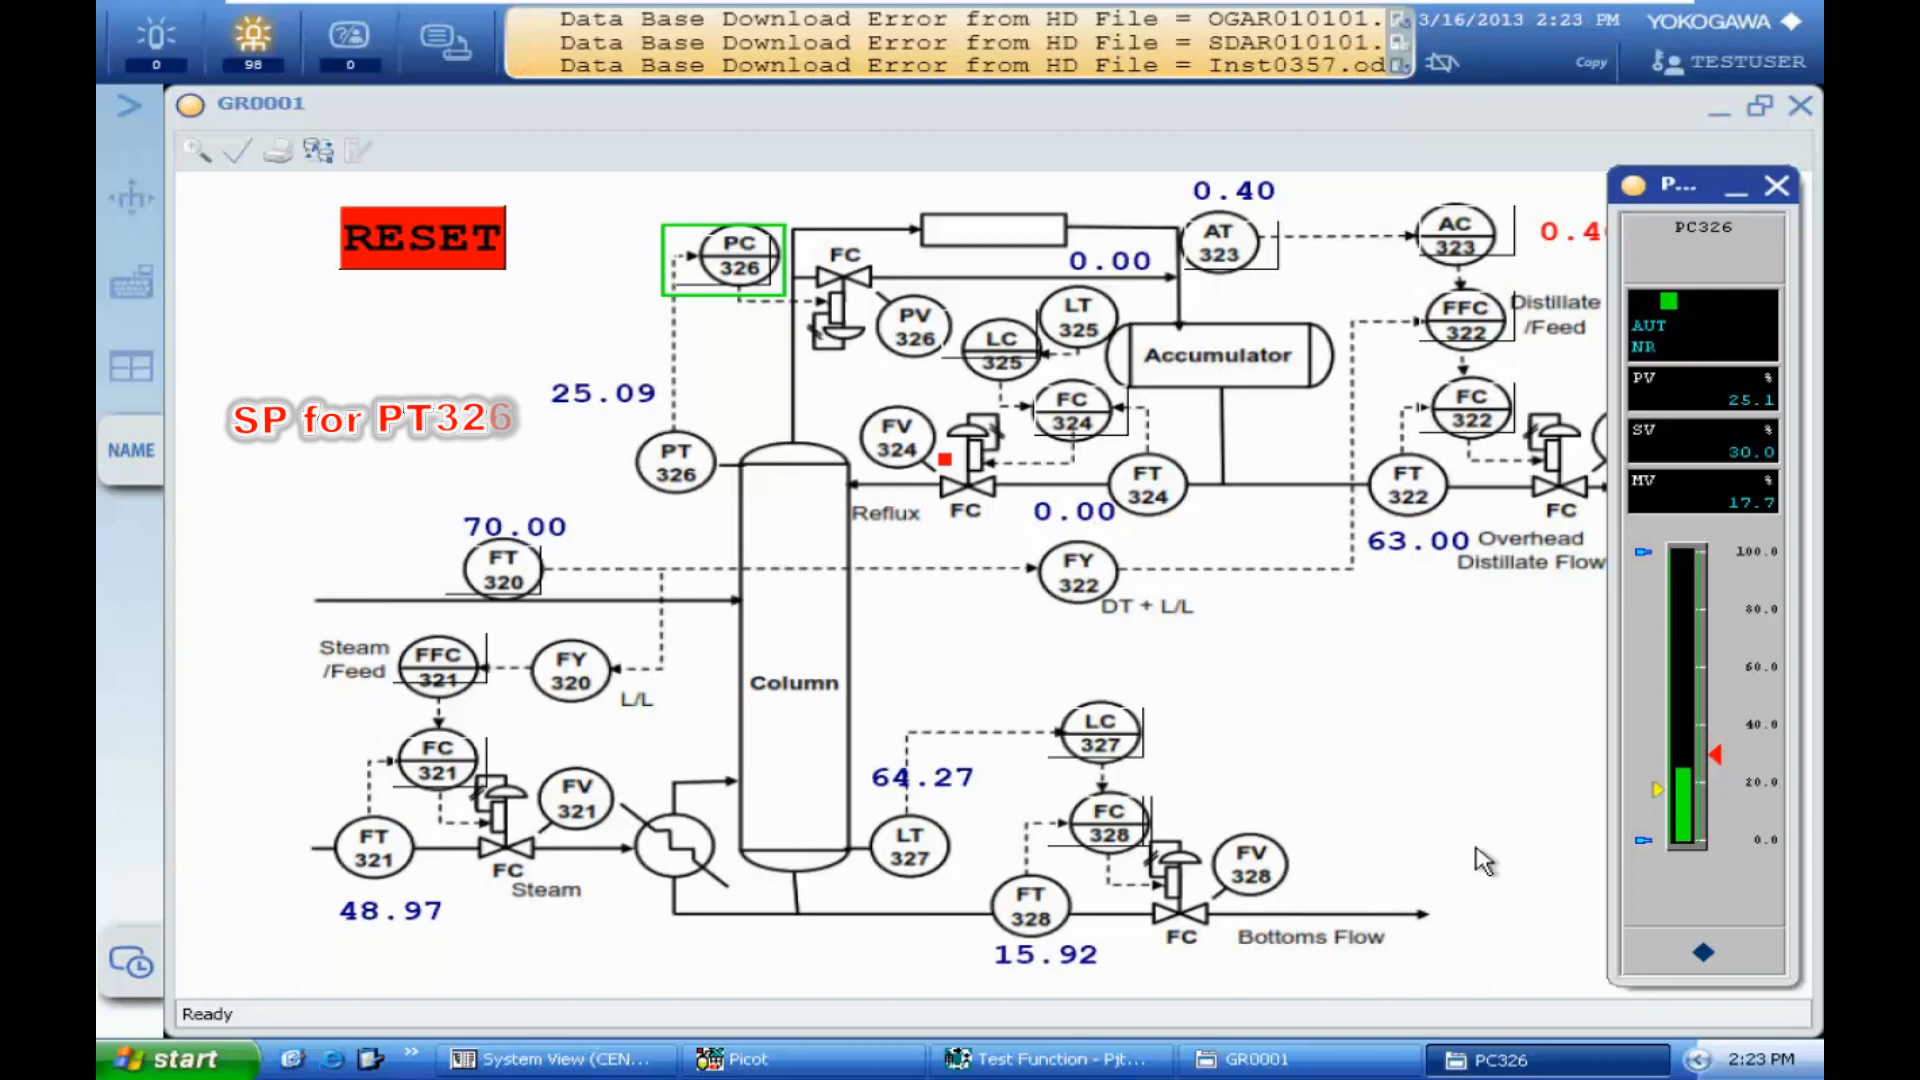 Data Base Download Error from HD File = OGAR010101.
Data Base Download Error from HD File = SDAR010101.
Data Base Download Error from HD File = Inst0357.od
3/16/2013 2:23 PM
YOKOGAWA
0
98
0
Copy
TESTUSER
GR0001
NAME
RESET
SP for PT326
PC
326
FC
PV
326
25.09
PT
326
0.40
AT
323
AC
323
0.4
0.00
LT
325
LC
325
Accumulator
FFC
322
Distillate
/Feed
FC
324
FV
324
FC
322
FT
324
FT
322
Reflux
FC
0.00
FC
63.00
Overhead
Distillate Flow
70.00
FT
320
FY
322
DT + L/L
Steam
/Feed
FFC
321
FY
320
L/L
Column
FC
321
FV
321
FT
321
FC
Steam
48.97
64.27
LT
327
LC
327
FC
328
FT
328
FV
328
FC
15.92
Bottoms Flow
P...
PC326
AUT
NR
PV %
25.1
SV %
30.0
MV %
17.7
100.0
80.0
60.0
40.0
20.0
0.0
Ready
start
System View (CEN...
Picot
Test Function - Pjt...
GR0001
PC326
2:23 PM